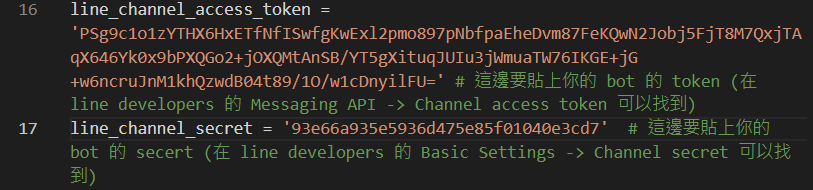 16 line_channel_access_token =
'PSg9c1o1zYTHX6HxETfNfISwfgKwExl2pmo897pNbfpaEheDvm87FeKQwN2Jobj5FjT8M7QxjTA
qX646Yk0x9bPXQGo2+jOXQMtAnSB/YT5gXituqJUIu3jWmuaTW76IKGE+jG
+w6ncruJnM1khQzwdB04t89/1O/w1cDnyilFU=' # 這邊要貼上你的 bot 的 token (在
line developers 的 Messaging API -> Channel access token 可以找到)
17 line_channel_secret = '93e66a935e5936d475e85f01040e3cd7' # 這邊要貼上你的
bot 的 secert (在 line developers 的 Basic Settings -> Channel secret 可以找
到)